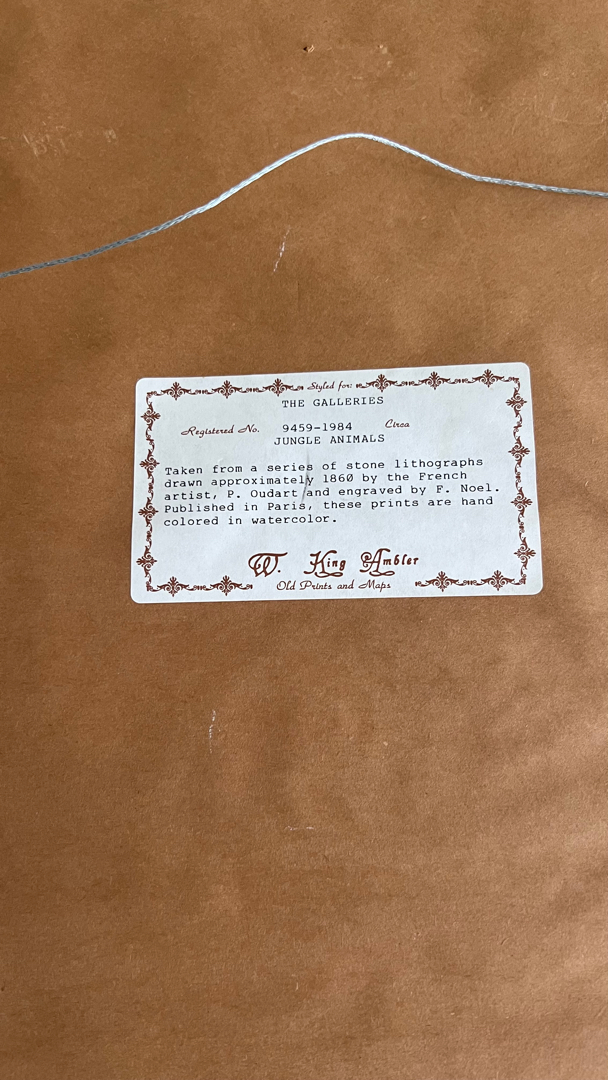 Styled for:
THE GALLERIES
Registered No. 9459-1984 Circa
JUNGLE ANIMALS
Taken from a series of stone lithographs
drawn approximately 1860 by the French
artist, P. Oudart and engraved by F. Noel.
Published in Paris, these prints are hand
colored in watercolor.
W. King Ambler
Old Prints and Maps